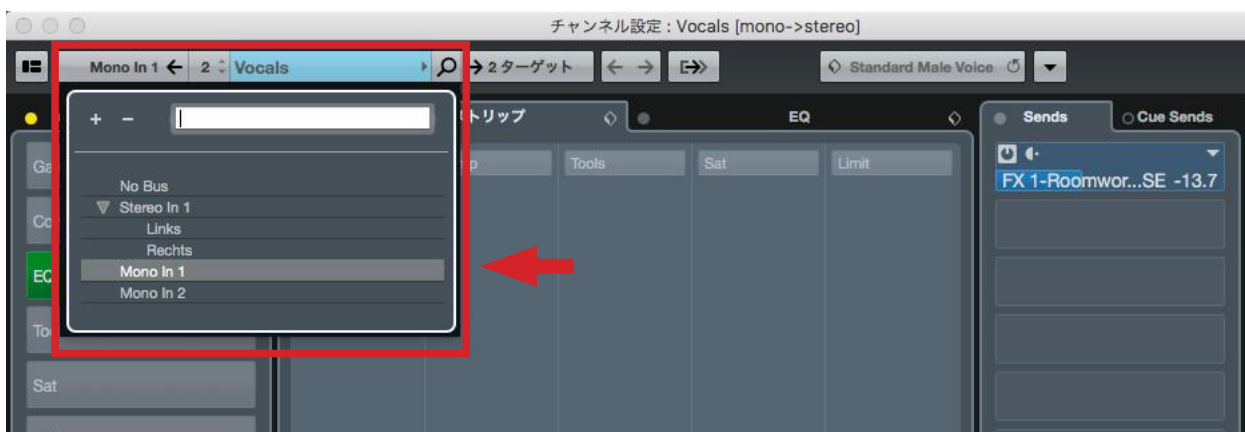 チャンネル設定 : Vocals [mono->stereo]
Mono In 1 ← 2 Vocals → 2 ターゲット ← → Standard Male Voice
+ −
トリップ EQ Sends Cue Sends
Tools Sat Limit
FX 1-Roomwor...SE -13.7
No Bus
Stereo In 1
Links
Rechts
Mono In 1
Mono In 2
EQ
Sat